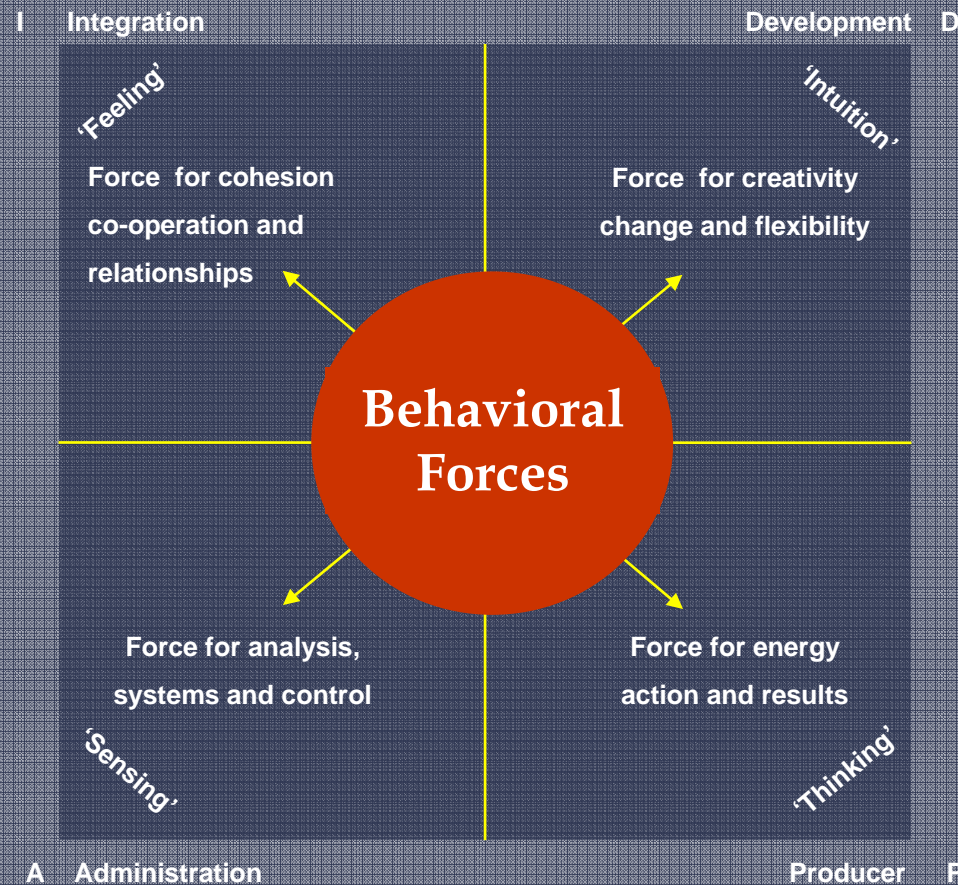 I Integration Development D
'Feeling'
'Intuition'
Force for cohesion
co-operation and
relationships
Force for creativity
change and flexibility
Behavioral
Forces
Force for analysis,
systems and control
Force for energy
action and results
'Sensing'
'Thinking'
A Administration Producer P